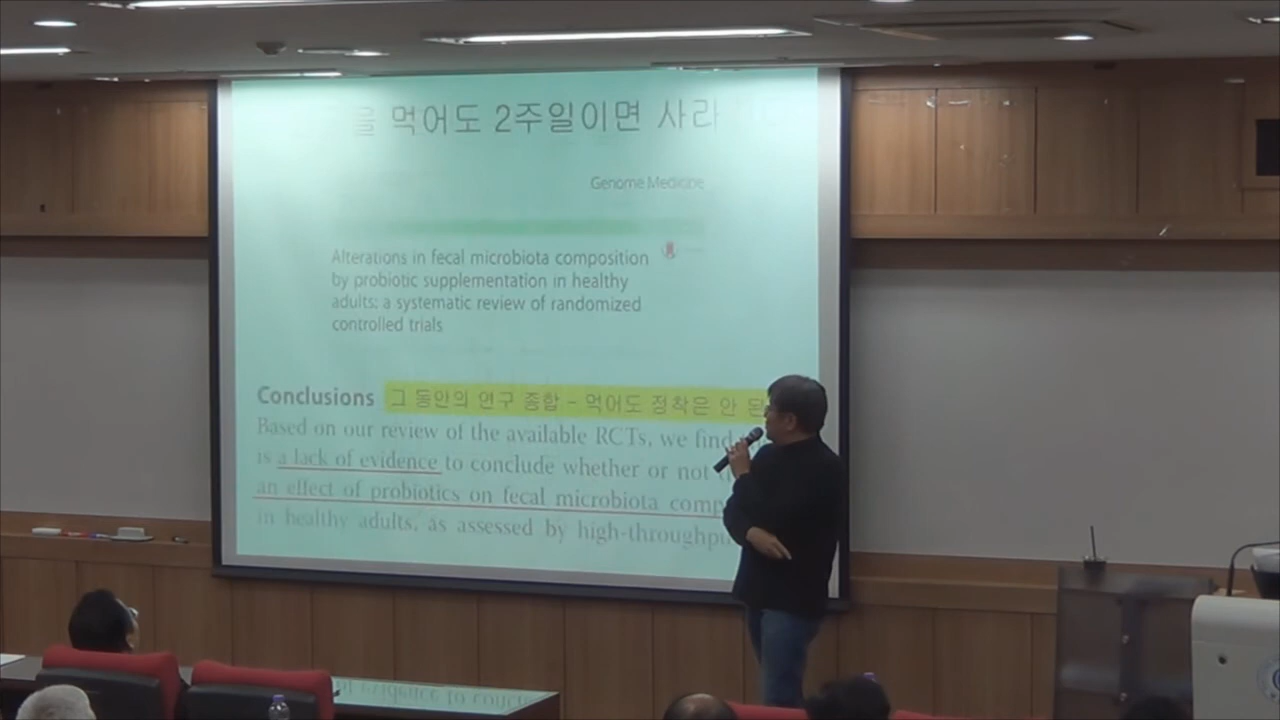 을 먹어도 2주일이면 사라
Genome Medicine
Alterations in fecal microbiota composition
by probiotic supplementation in healthy
adults: a systematic review of randomized
controlled trials
Conclusions 그 동안의 연구 종합 - 먹어도 정착은 안
Based on our review of the available RCTs, we find
is a lack of evidence to conclude whether or not
an effect of probiotics on fecal microbiota comp
in healthy adults, as assessed by high-throughpu